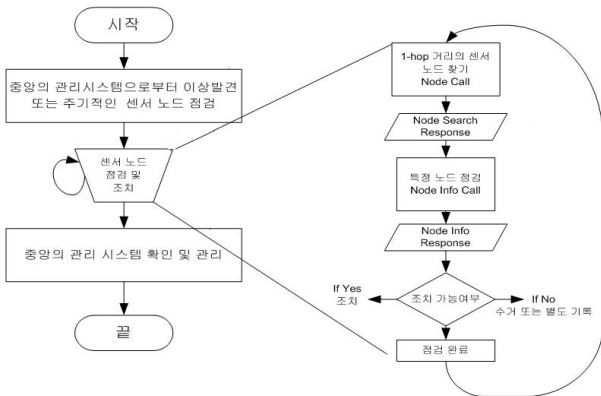 시작
중앙의 관리시스템으로부터 이상발견
또는 주기적인 센서 노드 점검
센서 노드
점검 및
조치
중앙의 관리 시스템 확인 및 관리
끝
1-hop 거리의 센서
노드 찾기
Node Call
Node Search
Response
특정 노드 점검
Node Info Call
Node Info
Response
If Yes
조치
조치 가능여부
If No
수거 또는 별도 기록
점검 완료